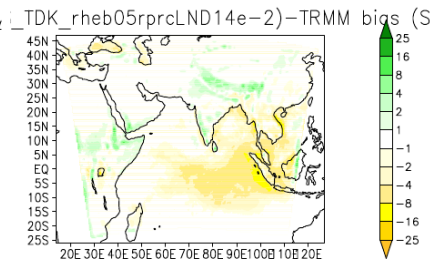 _TDK_rheb05rprcLND14e-2)-TRMM bias (S
45N
40N
35N
30N
25N
20N
15N
10N
5N
EQ
5S
10S
15S
20S
25S
20E 30E 40E 50E 60E 70E 80E 90E 100E 110E 120E
25
16
8
4
2
1
-1
-2
-4
-8
-16
-25